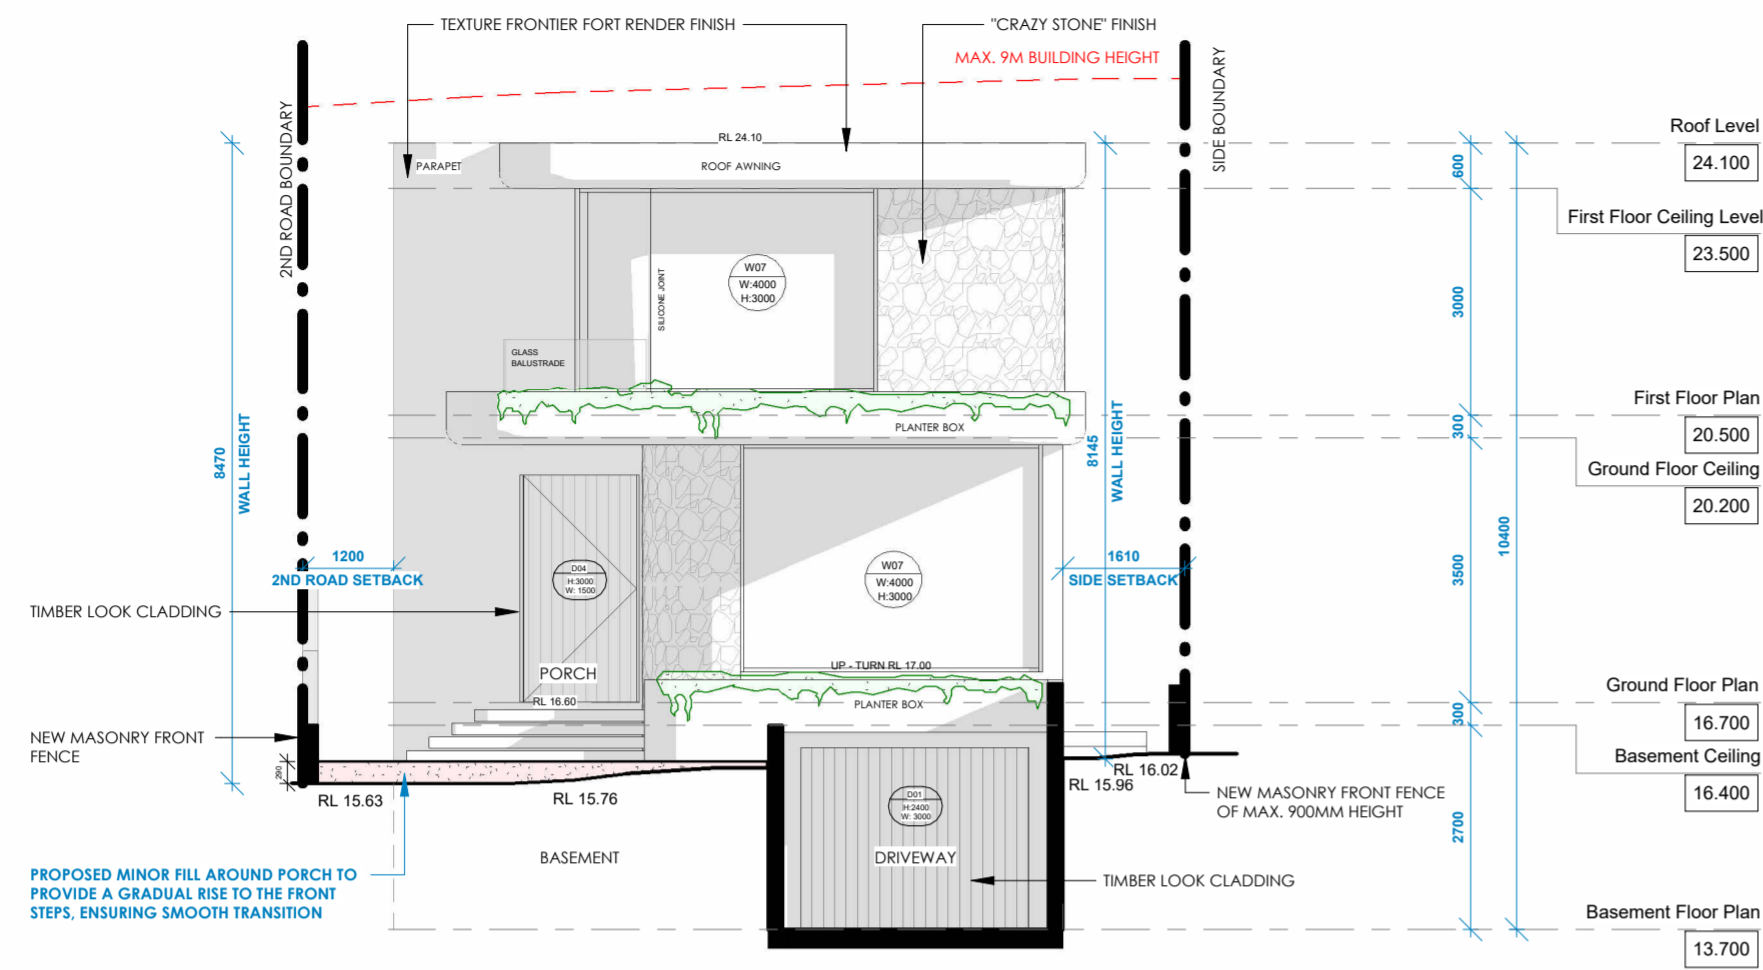 TEXTURE FRONTIER FORT RENDER FINISH
"CRAZY STONE" FINISH
MAX. 9M BUILDING HEIGHT
2ND ROAD BOUNDARY
SIDE BOUNDARY
RL 24.10
PARAPET
ROOF AWNING
Roof Level
24.100
600
First Floor Ceiling Level
23.500
W07
W:4000
H:3000
SILICONE JOINT
3000
GLASS
BALUSTRADE
First Floor Plan
20.500
PLANTER BOX
300
Ground Floor Ceiling
20.200
8470
WALL HEIGHT
8145
WALL HEIGHT
10400
1200
2ND ROAD SETBACK
1610
SIDE SETBACK
D04
H:3000
W: 1500
W07
W:4000
H:3000
3500
TIMBER LOOK CLADDING
UP - TURN RL 17.00
PORCH
RL 16.60
PLANTER BOX
Ground Floor Plan
16.700
300
NEW MASONRY FRONT
FENCE
290
Basement Ceiling
16.400
RL 15.63
RL 15.76
RL 15.96
RL 16.02
NEW MASONRY FRONT FENCE
OF MAX. 900MM HEIGHT
D01
H:2400
W: 3000
2700
BASEMENT
DRIVEWAY
PROPOSED MINOR FILL AROUND PORCH TO
PROVIDE A GRADUAL RISE TO THE FRONT
STEPS, ENSURING SMOOTH TRANSITION
TIMBER LOOK CLADDING
Basement Floor Plan
13.700